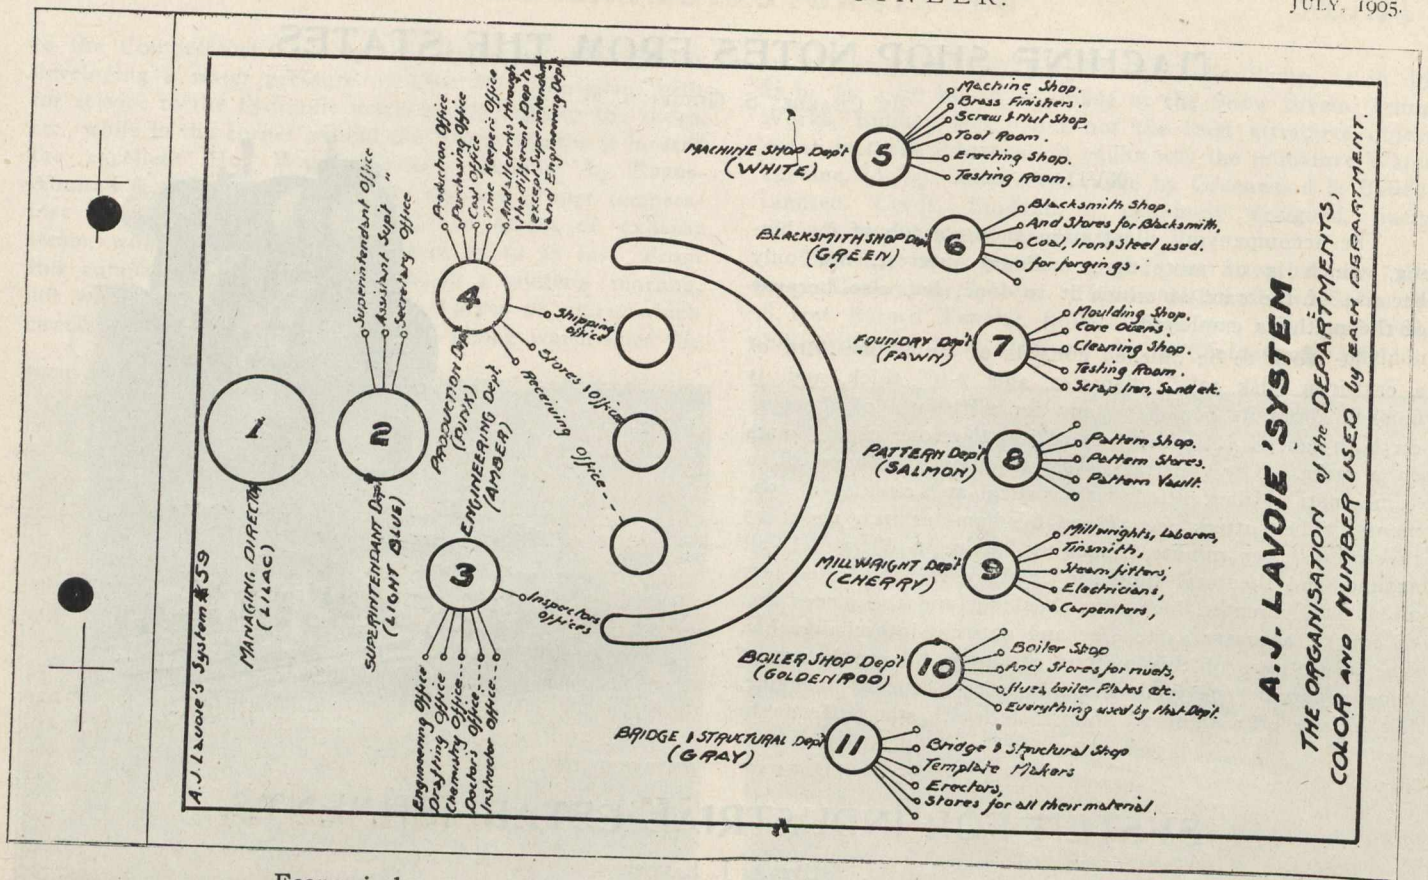 JULY, 1905.
A.J. LAVOIE 'SYSTEM
THE ORGANISATION of the DEPARTMENTS,
COLOR AND NUMBER USED by EACH DEPARTMENT.
A.J. Lavoie's System #59
1
MANAGING DIRECTOR
(LILAC)
2
SUPERINTENDANT Dep't
(LIGHT BLUE)
Superintendant Office
Assistant Supt "
Secretary Office
4
PRODUCTION Dep't
(PINK)
Production Office
Purchasing Office
Cost Office
Time Keepers Office
And all clerks through
the different Dep'ts
except Superintendant
and Engineering Dep't
Shipping
office
Stores & Office
Receiving office
3
ENGINEERING Dep't
(AMBER)
Inspectors
offices
Engineering Office
Drafting Office
Chemistry Office
Doctors Office
Instructor Office
MACHINE SHOP Dep't
(WHITE)
5
Machine Shop.
Brass Finishers.
Screw & Nut Shop.
Tool Room.
Erecting Shop.
Testing Room.
BLACKSMITH SHOP Dep't
(GREEN)
6
Blacksmith Shop.
And Stores for Blacksmith,
Coal, Iron & Steel used.
for forgings.
FOUNDRY Dep't
(FAWN)
7
Moulding Shop.
Core Ovens
Cleaning Shop.
Testing Room.
Scrap Iron, Sand etc.
PATTERN Dep't
(SALMON)
8
Pattern Shop.
Pattern Stores.
Pattern Vault.
MILLWRIGHT Dep't
(CHERRY)
9
Millwrights, Laborers,
Tinsmith,
Steam fitters,
Electricians,
Carpenters,
BOILER SHOP Dep't
(GOLDEN ROD)
10
Boiler Shop
And Stores for rivets,
flues, boiler Plates etc.
Everything used by that Dep't.
BRIDGE & STRUCTURAL Dep't
(GRAY)
11
Bridge & Structural Shop
Template Makers
Erectors,
Stores for all their material.